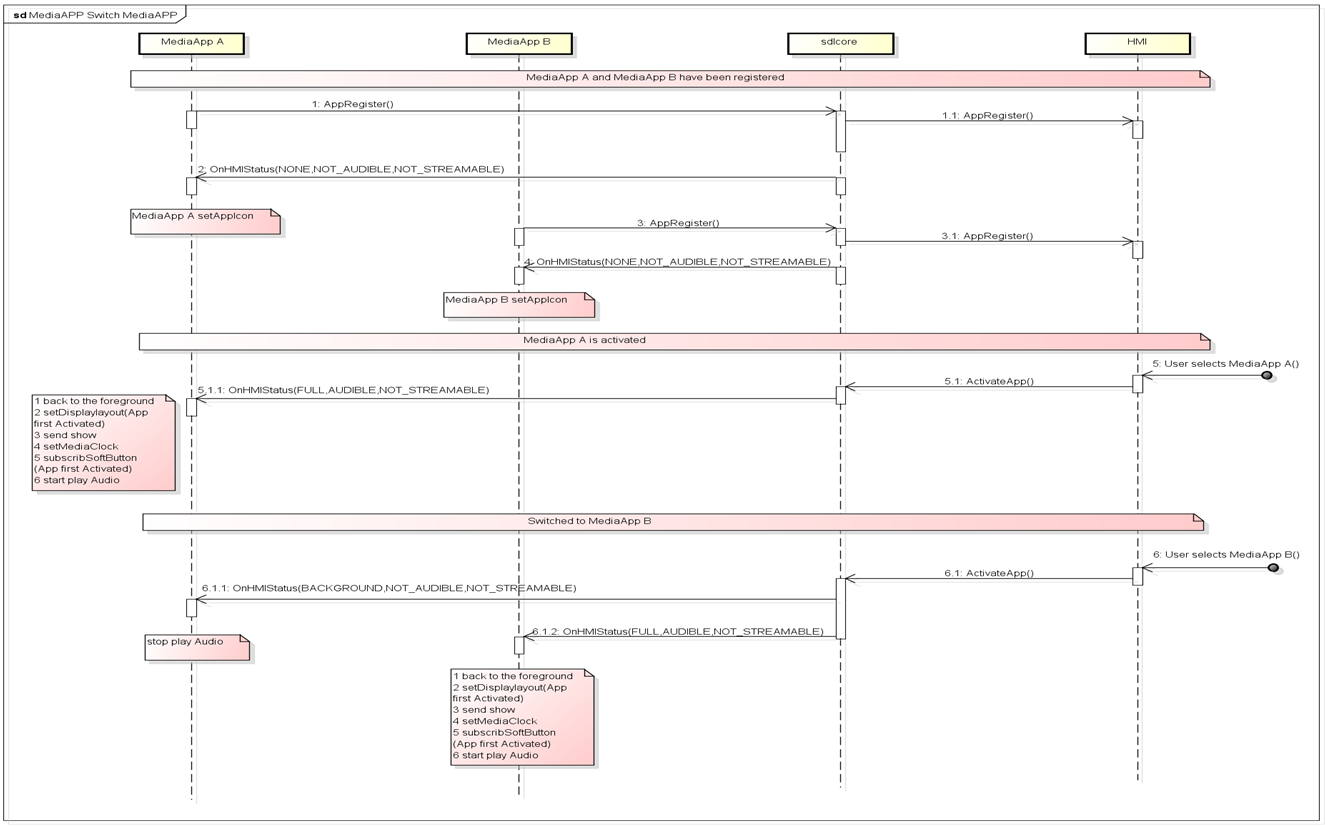 sd MediaAPP Switch MediaAPP
MediaApp A
MediaApp B
sdlcore
HMI
MediaApp A and MediaApp B have been registered
1: AppRegister()
1.1: AppRegister()
2: OnHMIStatus(NONE,NOT_AUDIBLE,NOT_STREAMABLE)
MediaApp A setAppIcon
3: AppRegister()
3.1: AppRegister()
4: OnHMIStatus(NONE,NOT_AUDIBLE,NOT_STREAMABLE)
MediaApp B setAppIcon
MediaApp A is activated
5: User selects MediaApp A()
5.1: ActivateApp()
5.1.1: OnHMIStatus(FULL,AUDIBLE,NOT_STREAMABLE)
1 back to the foreground
2 setDisplaylayout(App
first Activated)
3 send show
4 setMediaClock
5 subscribSoftButton
(App first Activated)
6 start play Audio
Switched to MediaApp B
6: User selects MediaApp B()
6.1: ActivateApp()
6.1.1: OnHMIStatus(BACKGROUND,NOT_AUDIBLE,NOT_STREAMABLE)
6.1.2: OnHMIStatus(FULL,AUDIBLE,NOT_STREAMABLE)
stop play Audio
1 back to the foreground
2 setDisplaylayout(App
first Activated)
3 send show
4 setMediaClock
5 subscribSoftButton
(App first Activated)
6 start play Audio